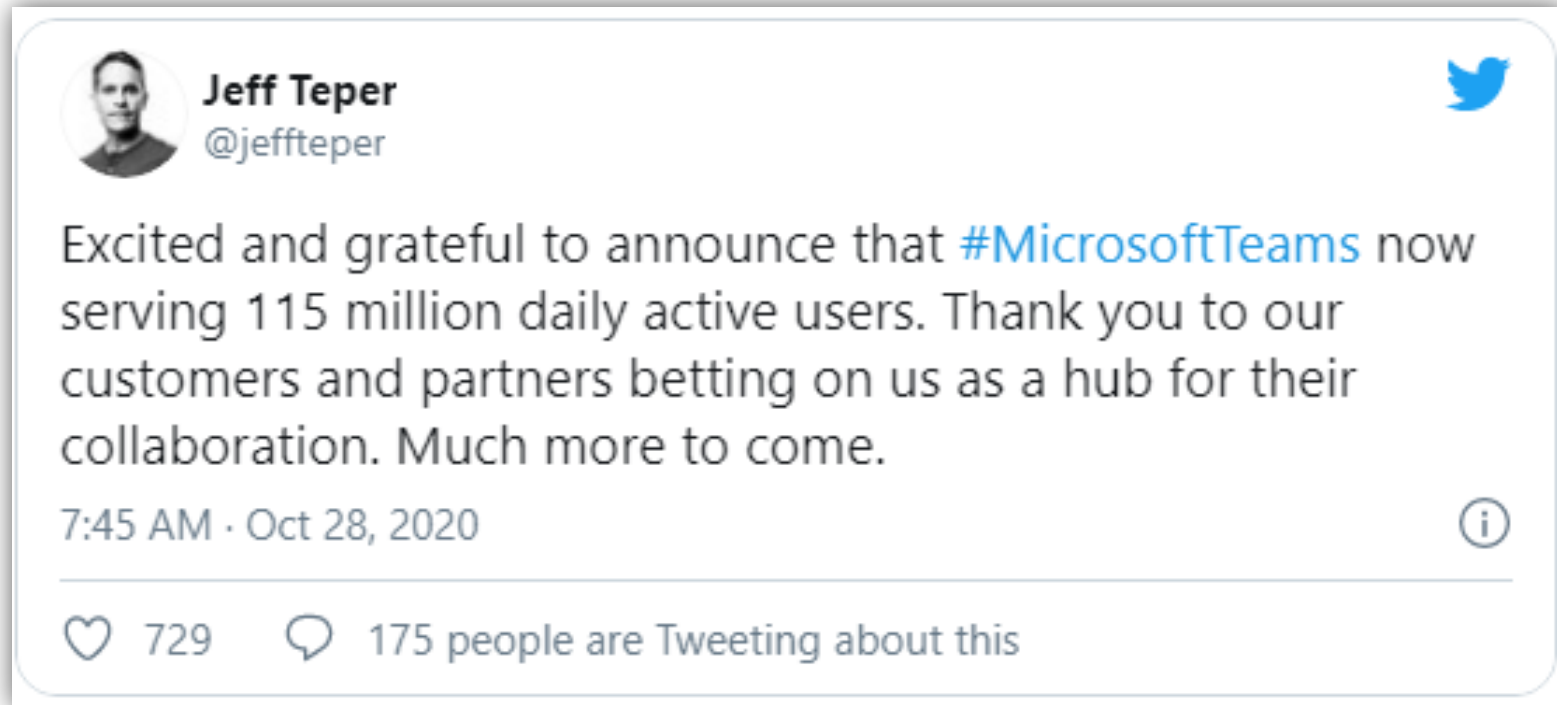 Jeff Teper
@jeffteper
Excited and grateful to announce that #MicrosoftTeams now
serving 115 million daily active users. Thank you to our
customers and partners betting on us as a hub for their
collaboration. Much more to come.
7:45 AM · Oct 28, 2020
729 175 people are Tweeting about this